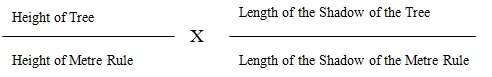 Height of Tree
Height of Metre Rule
X
Length of the Shadow of the Tree
Length of the Shadow of the Metre Rule